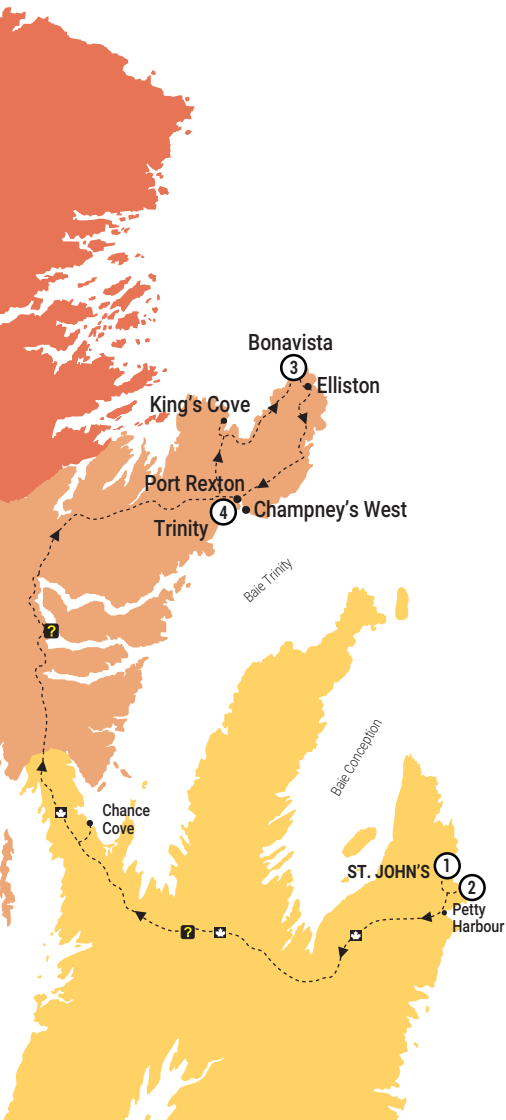 Bonavista
3
Elliston
King's Cove
Port Rexton
4
Champney's West
Trinity
Baie Trinity
?
Baie Conception
Chance
Cove
ST. JOHN'S
1
2
Petty
Harbour
?